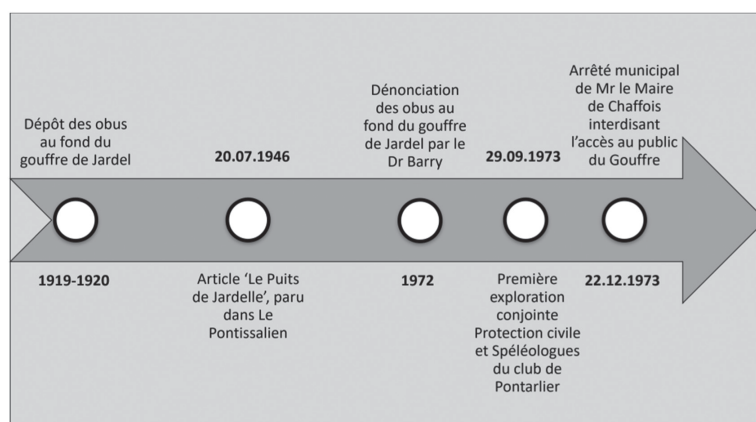 Dépôt des obus
au fond du
gouffre de Jardel
1919-1920
20.07.1946
Article ‘Le Puits
de Jardelle’, paru
dans Le
Pontissalien
Dénonciation
des obus au
fond du gouffre
de Jardel par le
Dr Barry
1972
29.09.1973
Première
exploration
conjointe
Protection civile
et Spéléologues
du club de
Pontarlier
Arrêté municipal
de Mr le Maire
de Chaffois
interdisant
l’accès au public
du Gouffre
22.12.1973